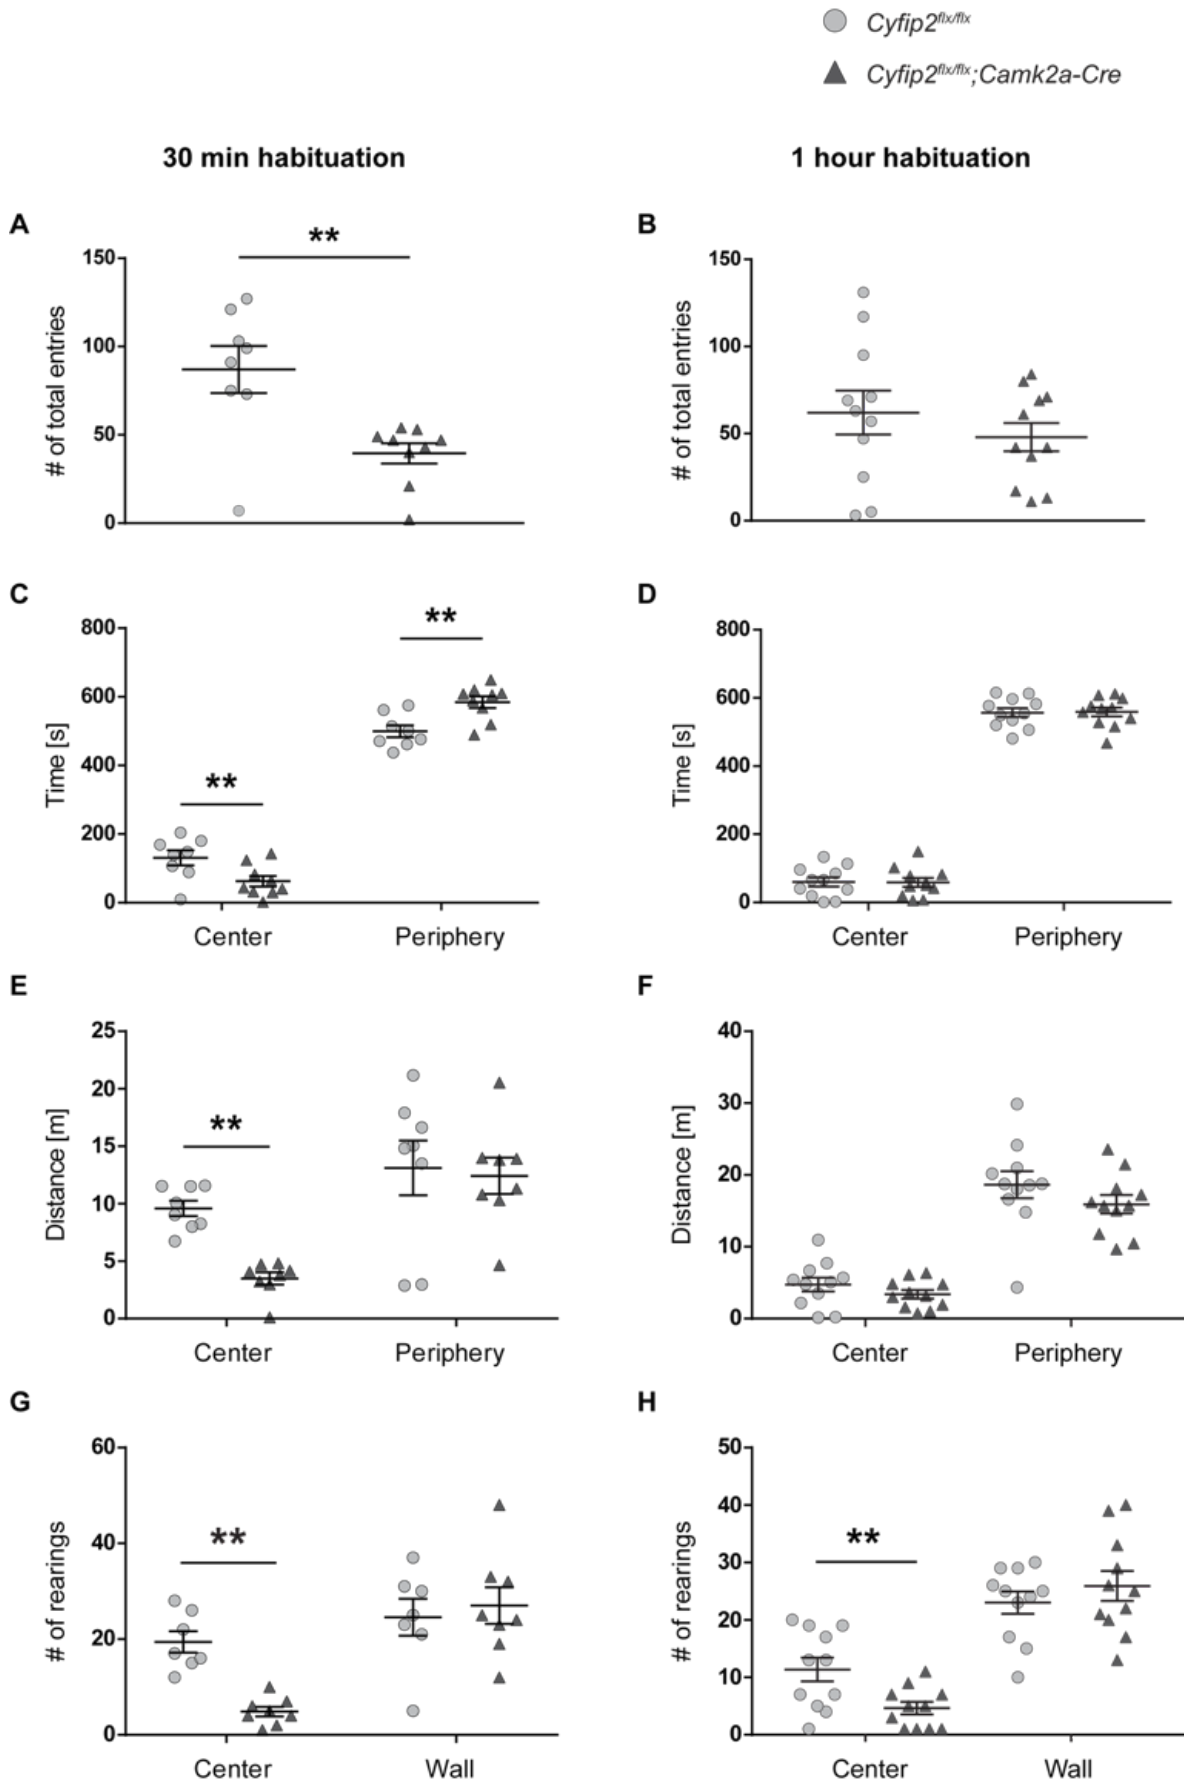 Cyfip2flx/flx
Cyfip2flx/flx;Camk2a-Cre
30 min habituation
1 hour habituation
A
**
150
100
50
0
# of total entries
B
150
100
50
0
# of total entries
C
**
**
800
600
400
200
0
Time [s]
Center Periphery
D
800
600
400
200
0
Time [s]
Center Periphery
E
**
25
20
15
10
5
0
Distance [m]
Center Periphery
F
40
30
20
10
0
Distance [m]
Center Periphery
G
**
60
40
20
0
# of rearings
Center Wall
H
**
50
40
30
20
10
0
# of rearings
Center Wall